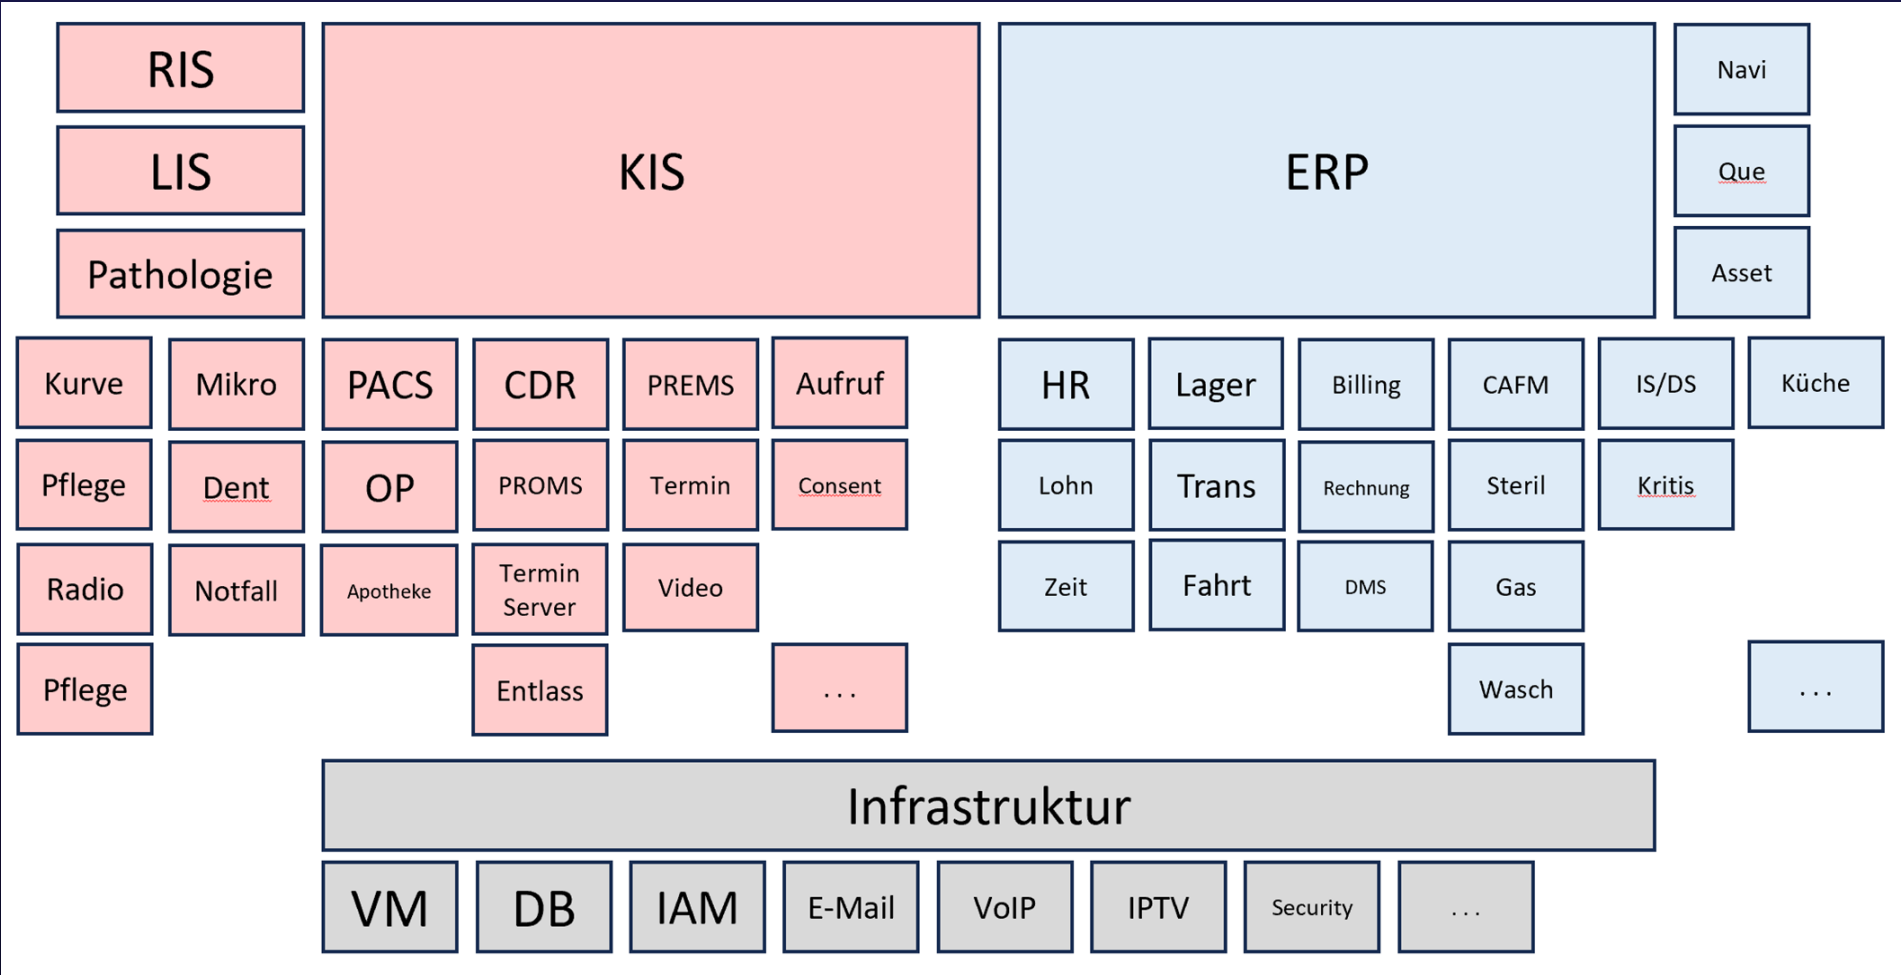 RIS
KIS
ERP
Navi
LIS
Que
Pathologie
Asset
Kurve
Mikro
PACS
CDR
PREMS
Aufruf
HR
Lager
Billing
CAFM
IS/DS
Küche
Pflege
Dent
OP
PROMS
Termin
Consent
Lohn
Trans
Rechnung
Steril
Kritis
Radio
Notfall
Apotheke
Termin
Server
Video
Zeit
Fahrt
DMS
Gas
Pflege
Entlass
. . .
Wasch
. . .
Infrastruktur
VM
DB
IAM
E-Mail
VoIP
IPTV
Security
. . .